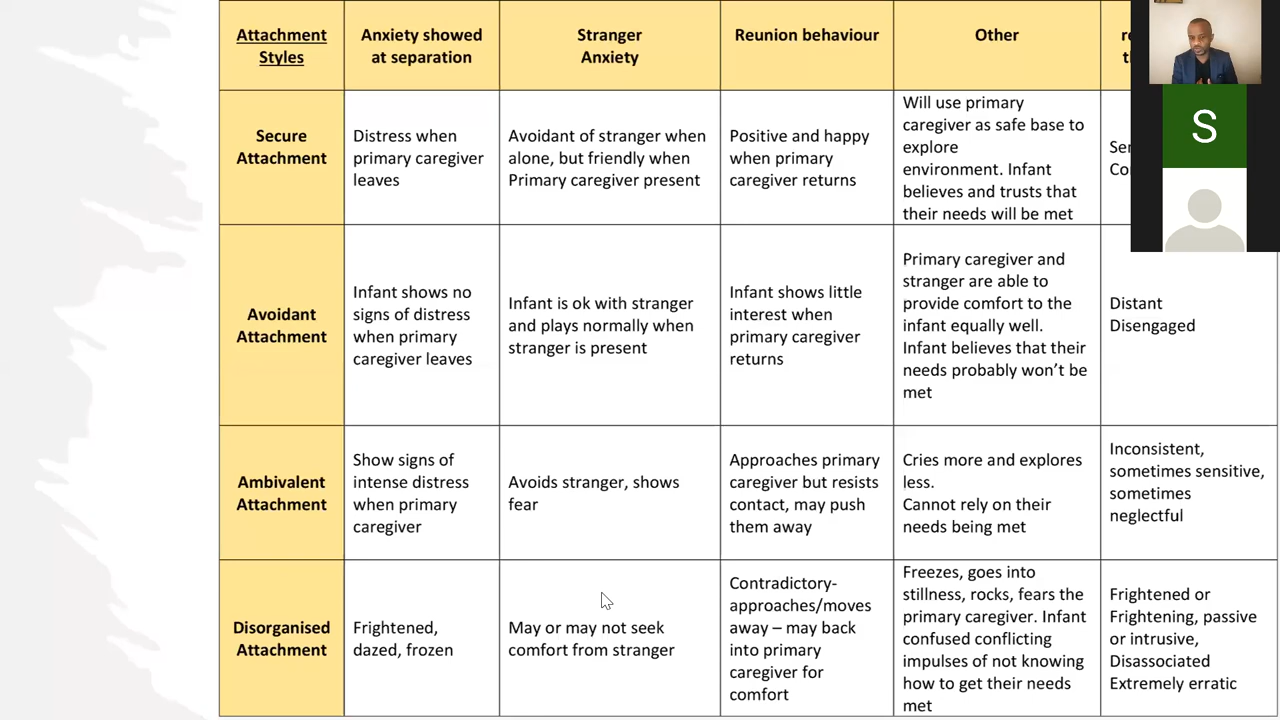 Attachment
Styles
Anxiety showed
at separation
Stranger
Anxiety
Reunion behaviour
Other
Secure
Attachment
Distress when
primary caregiver
leaves
Avoidant of stranger when
alone, but friendly when
Primary caregiver present
Positive and happy
when primary
caregiver returns
Will use primary
caregiver as safe base to
explore
environment. Infant
believes and trusts that
their needs will be met
S
Avoidant
Attachment
Infant shows no
signs of distress
when primary
caregiver leaves
Infant is ok with stranger
and plays normally when
stranger is present
Infant shows little
interest when
primary caregiver
returns
Primary caregiver and
stranger are able to
provide comfort to the
infant equally well.
Infant believes that their
needs probably won’t be
met
Distant
Disengaged
Ambivalent
Attachment
Show signs of
intense distress
when primary
caregiver
Avoids stranger, shows
fear
Approaches primary
caregiver but resists
contact, may push
them away
Cries more and explores
less.
Cannot rely on their
needs being met
Inconsistent,
sometimes sensitive,
sometimes
neglectful
Disorganised
Attachment
Frightened,
dazed, frozen
May or may not seek
comfort from stranger
Contradictory-
approaches/moves
away – may back
into primary
caregiver for
comfort
Freezes, goes into
stillness, rocks, fears the
primary caregiver. Infant
confused conflicting
impulses of not knowing
how to get their needs
met
Frightened or
Frightening, passive
or intrusive,
Disassociated
Extremely erratic